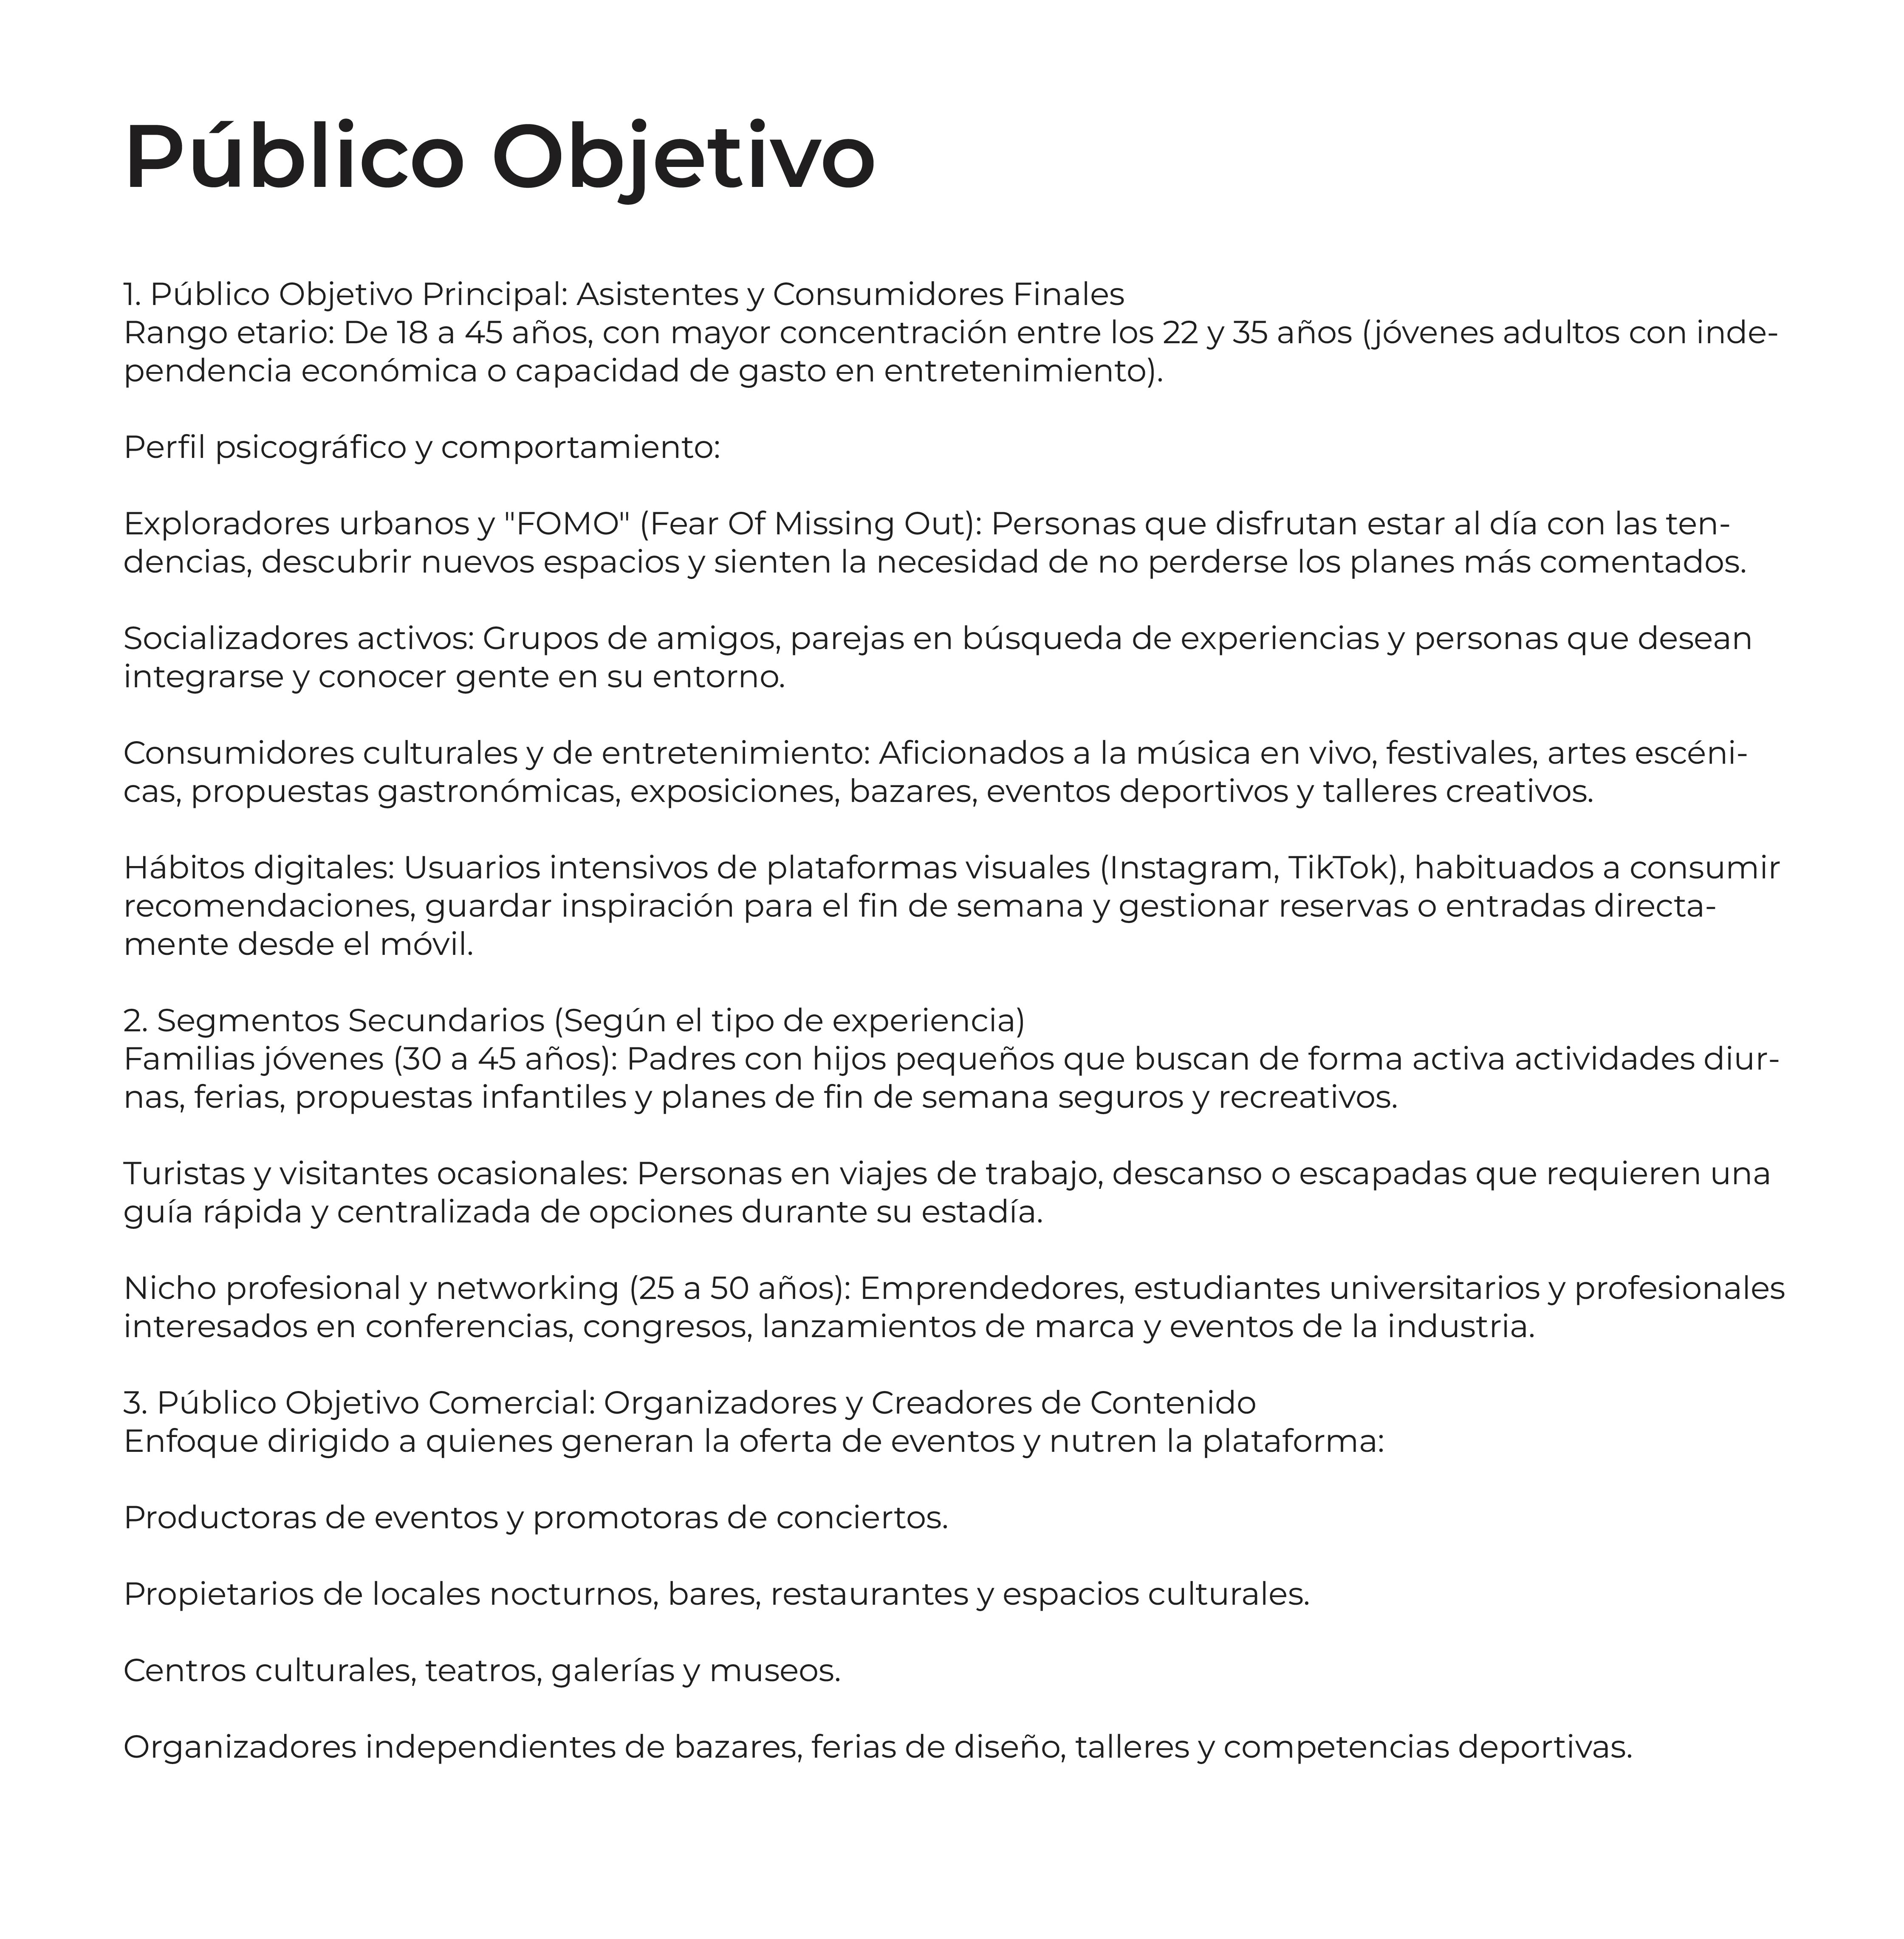 Público Objetivo
1. Público Objetivo Principal: Asistentes y Consumidores Finales
Rango etario: De 18 a 45 años, con mayor concentración entre los 22 y 35 años (jóvenes adultos con inde-
pendencia económica o capacidad de gasto en entretenimiento).
Perfil psicográfico y comportamiento:
Exploradores urbanos y "FOMO" (Fear Of Missing Out): Personas que disfrutan estar al día con las ten-
dencias, descubrir nuevos espacios y sienten la necesidad de no perderse los planes más comentados.
Socializadores activos: Grupos de amigos, parejas en búsqueda de experiencias y personas que desean
integrarse y conocer gente en su entorno.
Consumidores culturales y de entretenimiento: Aficionados a la música en vivo, festivales, artes escéni-
cas, propuestas gastronómicas, exposiciones, bazares, eventos deportivos y talleres creativos.
Hábitos digitales: Usuarios intensivos de plataformas visuales (Instagram, TikTok), habituados a consumir
recomendaciones, guardar inspiración para el fin de semana y gestionar reservas o entradas directa-
mente desde el móvil.
2. Segmentos Secundarios (Según el tipo de experiencia)
Familias jóvenes (30 a 45 años): Padres con hijos pequeños que buscan de forma activa actividades diur-
nas, ferias, propuestas infantiles y planes de fin de semana seguros y recreativos.
Turistas y visitantes ocasionales: Personas en viajes de trabajo, descanso o escapadas que requieren una
guía rápida y centralizada de opciones durante su estadía.
Nicho profesional y networking (25 a 50 años): Emprendedores, estudiantes universitarios y profesionales
interesados en conferencias, congresos, lanzamientos de marca y eventos de la industria.
3. Público Objetivo Comercial: Organizadores y Creadores de Contenido
Enfoque dirigido a quienes generan la oferta de eventos y nutren la plataforma:
Productoras de eventos y promotoras de conciertos.
Propietarios de locales nocturnos, bares, restaurantes y espacios culturales.
Centros culturales, teatros, galerías y museos.
Organizadores independientes de bazares, ferias de diseño, talleres y competencias deportivas.